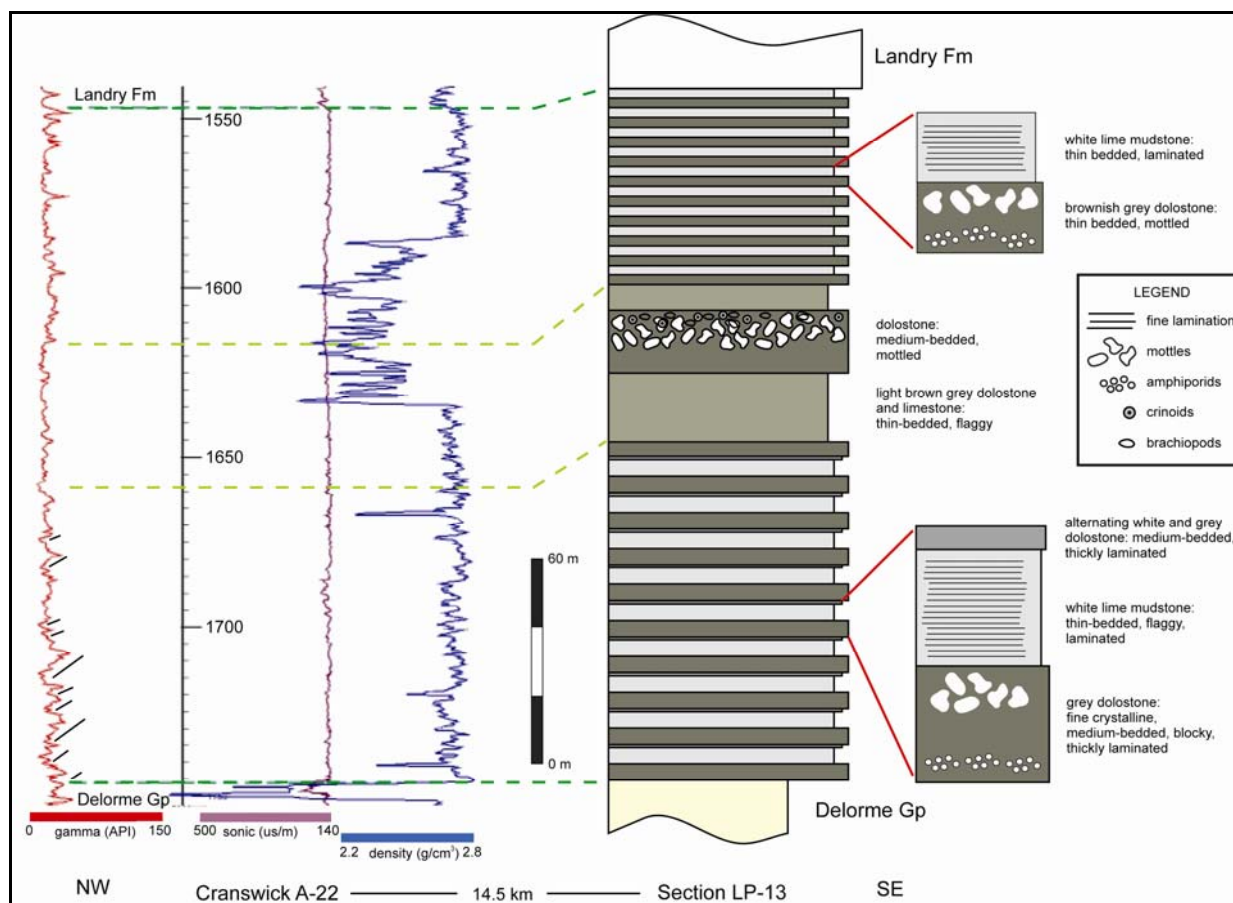 Landry Fm
1550
1600
1650
1700
Delorme Gp
0
150
gamma (API)
500
140
sonic (us/m)
2.2
2.8
density (g/cm³)
60 m
0 m
Landry Fm
white lime mudstone:
thin bedded, laminated
brownish grey dolostone:
thin bedded, mottled
LEGEND
fine lamination
mottles
amphiporids
crinoids
brachiopods
dolostone:
medium-bedded,
mottled
light brown grey dolostone
and limestone:
thin-bedded, flaggy
alternating white and grey
dolostone: medium-bedded,
thickly laminated
white lime mudstone:
thin-bedded, flaggy,
laminated
grey dolostone:
fine crystalline,
medium-bedded, blocky,
thickly laminated
Delorme Gp
NW
Cranswick A-22
14.5 km
Section LP-13
SE